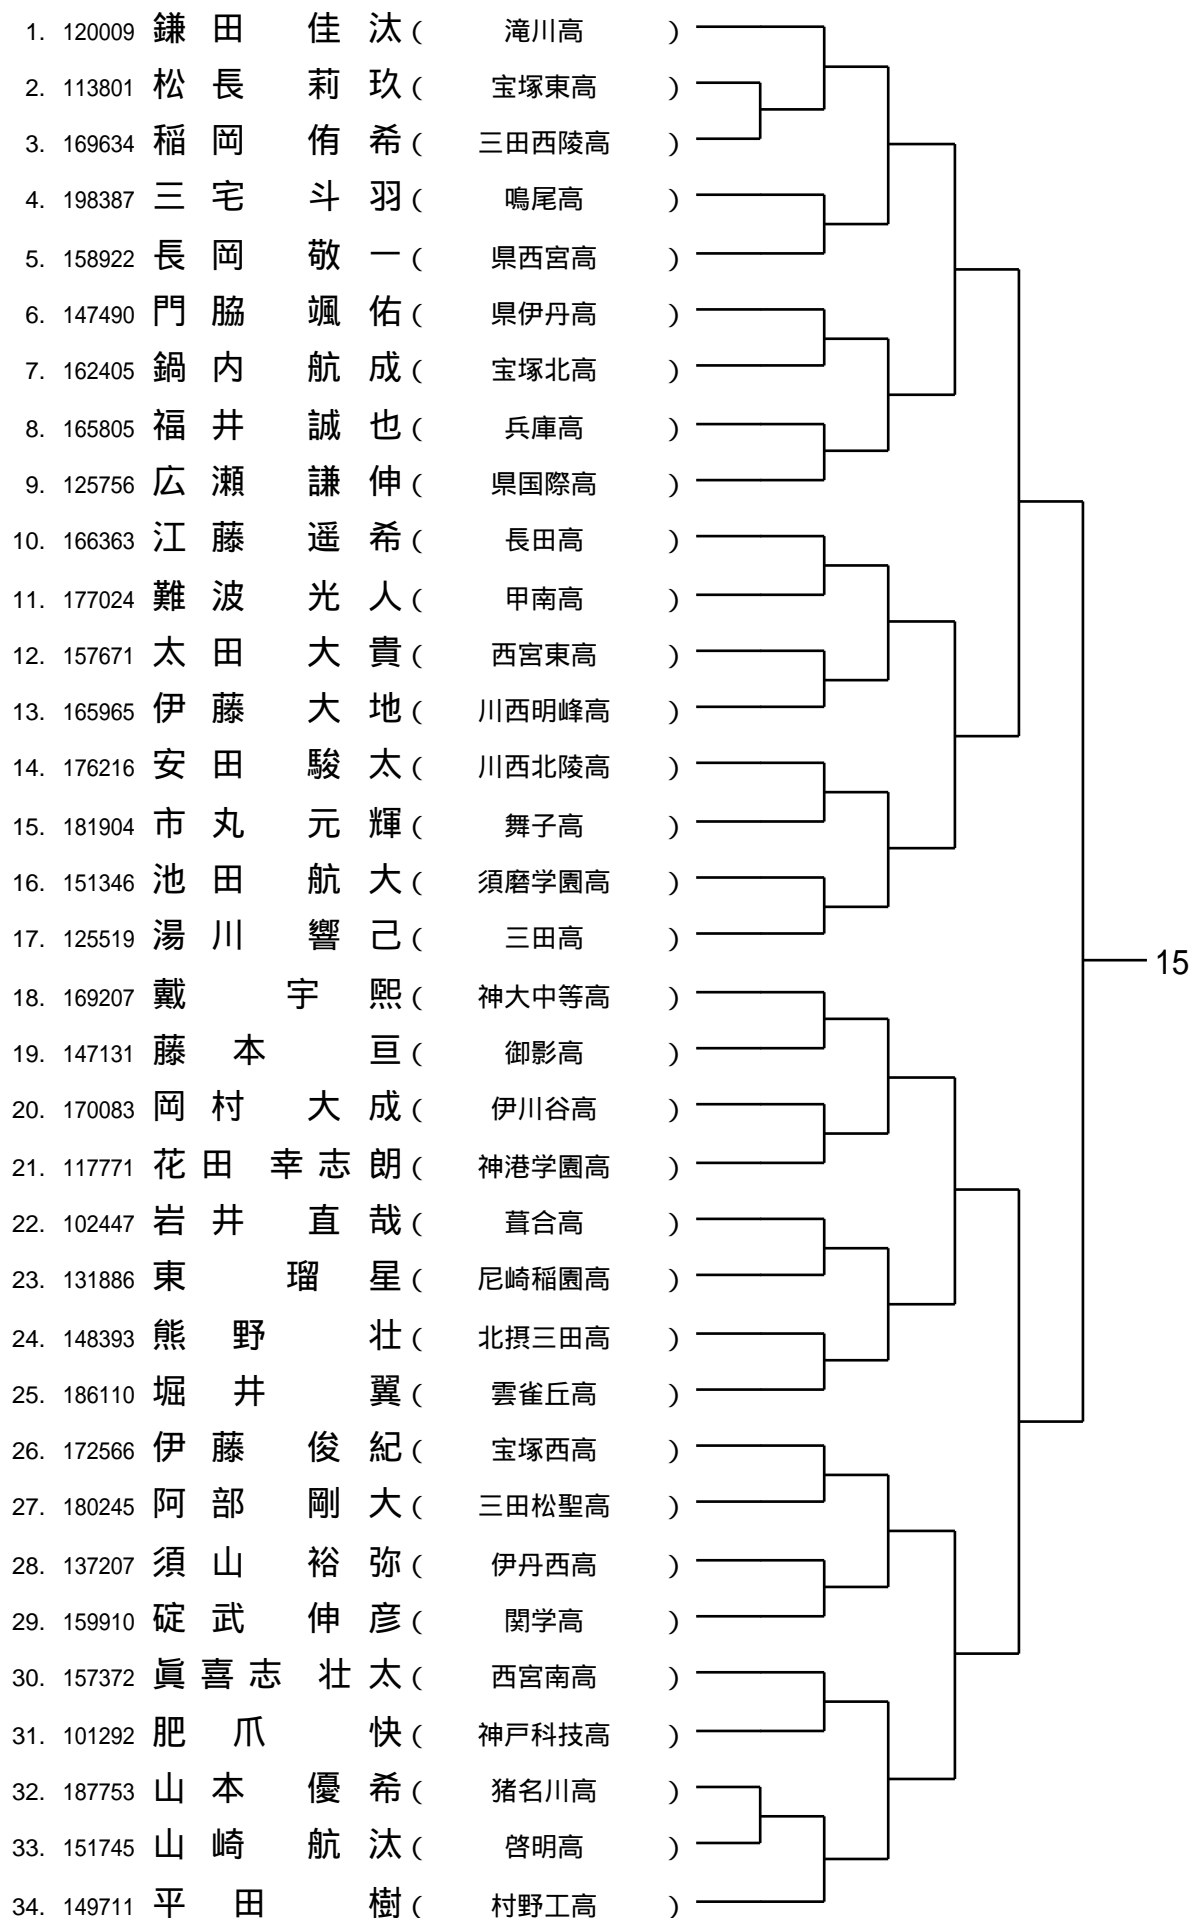 1. 120009 鎌田 佳汰 ( 滝川高 )
2. 113801 松長 莉玖 ( 宝塚東高 )
3. 169634 稲岡 侑希 ( 三田西陵高 )
4. 198387 三宅 斗羽 ( 鳴尾高 )
5. 158922 長岡 敬一 ( 県西宮高 )
6. 147490 門脇 颯佑 ( 県伊丹高 )
7. 162405 鍋内 航成 ( 宝塚北高 )
8. 165805 福井 誠也 ( 兵庫高 )
9. 125756 広瀬 謙伸 ( 県国際高 )
10. 166363 江藤 遥希 ( 長田高 )
11. 177024 難波 光人 ( 甲南高 )
12. 157671 太田 大貴 ( 西宮東高 )
13. 165965 伊藤 大地 ( 川西明峰高 )
14. 176216 安田 駿太 ( 川西北陵高 )
15. 181904 市丸 元輝 ( 舞子高 )
16. 151346 池田 航大 ( 須磨学園高 )
17. 125519 湯川 響己 ( 三田高 )
15
18. 169207 戴 宇熙 ( 神大中等高 )
19. 147131 藤本 亘 ( 御影高 )
20. 170083 岡村 大成 ( 伊川谷高 )
21. 117771 花田 幸志朗 ( 神港学園高 )
22. 102447 岩井 直哉 ( 葺合高 )
23. 131886 東 瑠星 ( 尼崎稲園高 )
24. 148393 熊野 壮 ( 北摂三田高 )
25. 186110 堀井 翼 ( 雲雀丘高 )
26. 172566 伊藤 俊紀 ( 宝塚西高 )
27. 180245 阿部 剛大 ( 三田松聖高 )
28. 137207 須山 裕弥 ( 伊丹西高 )
29. 159910 碇武 伸彦 ( 関学高 )
30. 157372 眞喜志 壮太 ( 西宮南高 )
31. 101292 肥爪 快 ( 神戸科技高 )
32. 187753 山本 優希 ( 猪名川高 )
33. 151745 山崎 航汰 ( 啓明高 )
34. 149711 平田 樹 ( 村野工高 )